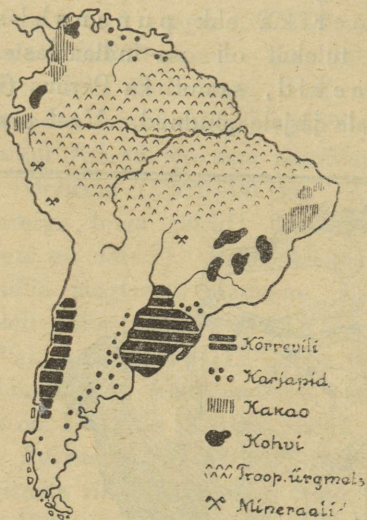 Kõrrevili
Karjapid.
Kakao
Kohvi
Troop. ürgmets
Mineraali